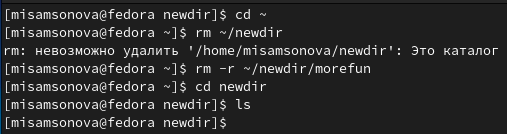 [misamsonova@fedora newdir]$ cd ~
[misamsonova@fedora ~]$ rm ~/newdir
rm: невозможно удалить '/home/misamsonova/newdir': Это каталог
[misamsonova@fedora ~]$ rm -r ~/newdir/morefun
[misamsonova@fedora ~]$ cd newdir
[misamsonova@fedora newdir]$ ls
[misamsonova@fedora newdir]$